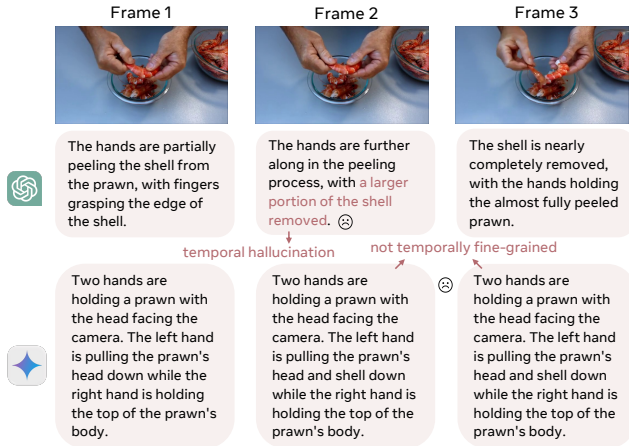 Frame 1
Frame 2
Frame 3
The hands are partially
peeling the shell from
the prawn, with fingers
grasping the edge of
the shell.
The hands are further
along in the peeling
process, with a larger
portion of the shell
removed.
The shell is nearly
completely removed,
with the hands holding
the almost fully peeled
prawn.
temporal hallucination
not temporally fine-grained
Two hands are
holding a prawn with
the head facing the
camera. The left hand
is pulling the prawn's
head down while the
right hand is holding
the top of the prawn's
body.
Two hands are
holding a prawn with
the head facing the
camera. The left hand
is pulling the prawn's
head and shell down
while the right hand is
holding the top of the
prawn's body.
Two hands are
holding a prawn with
the head facing the
camera. The left hand
is pulling the prawn's
head and shell down
while the right hand is
holding the top of the
prawn's body.